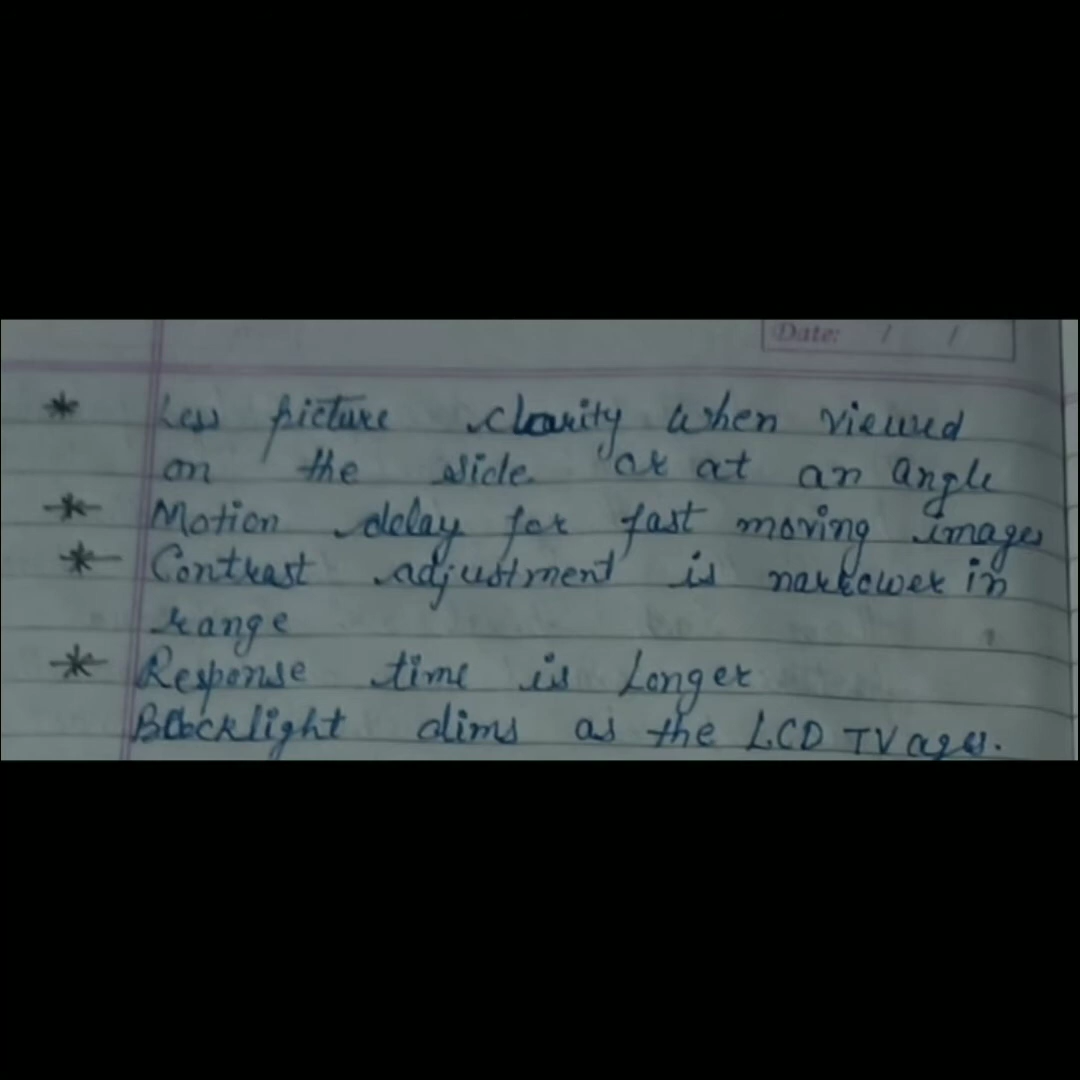 Date: / /
* Less picture clearity when viewed
on the side or at an angle
* Motion delay for fast moving images
* Contrast adjustment is narrower in
range
* Response time is Longer
Backlight dims as the LCD TV ages.